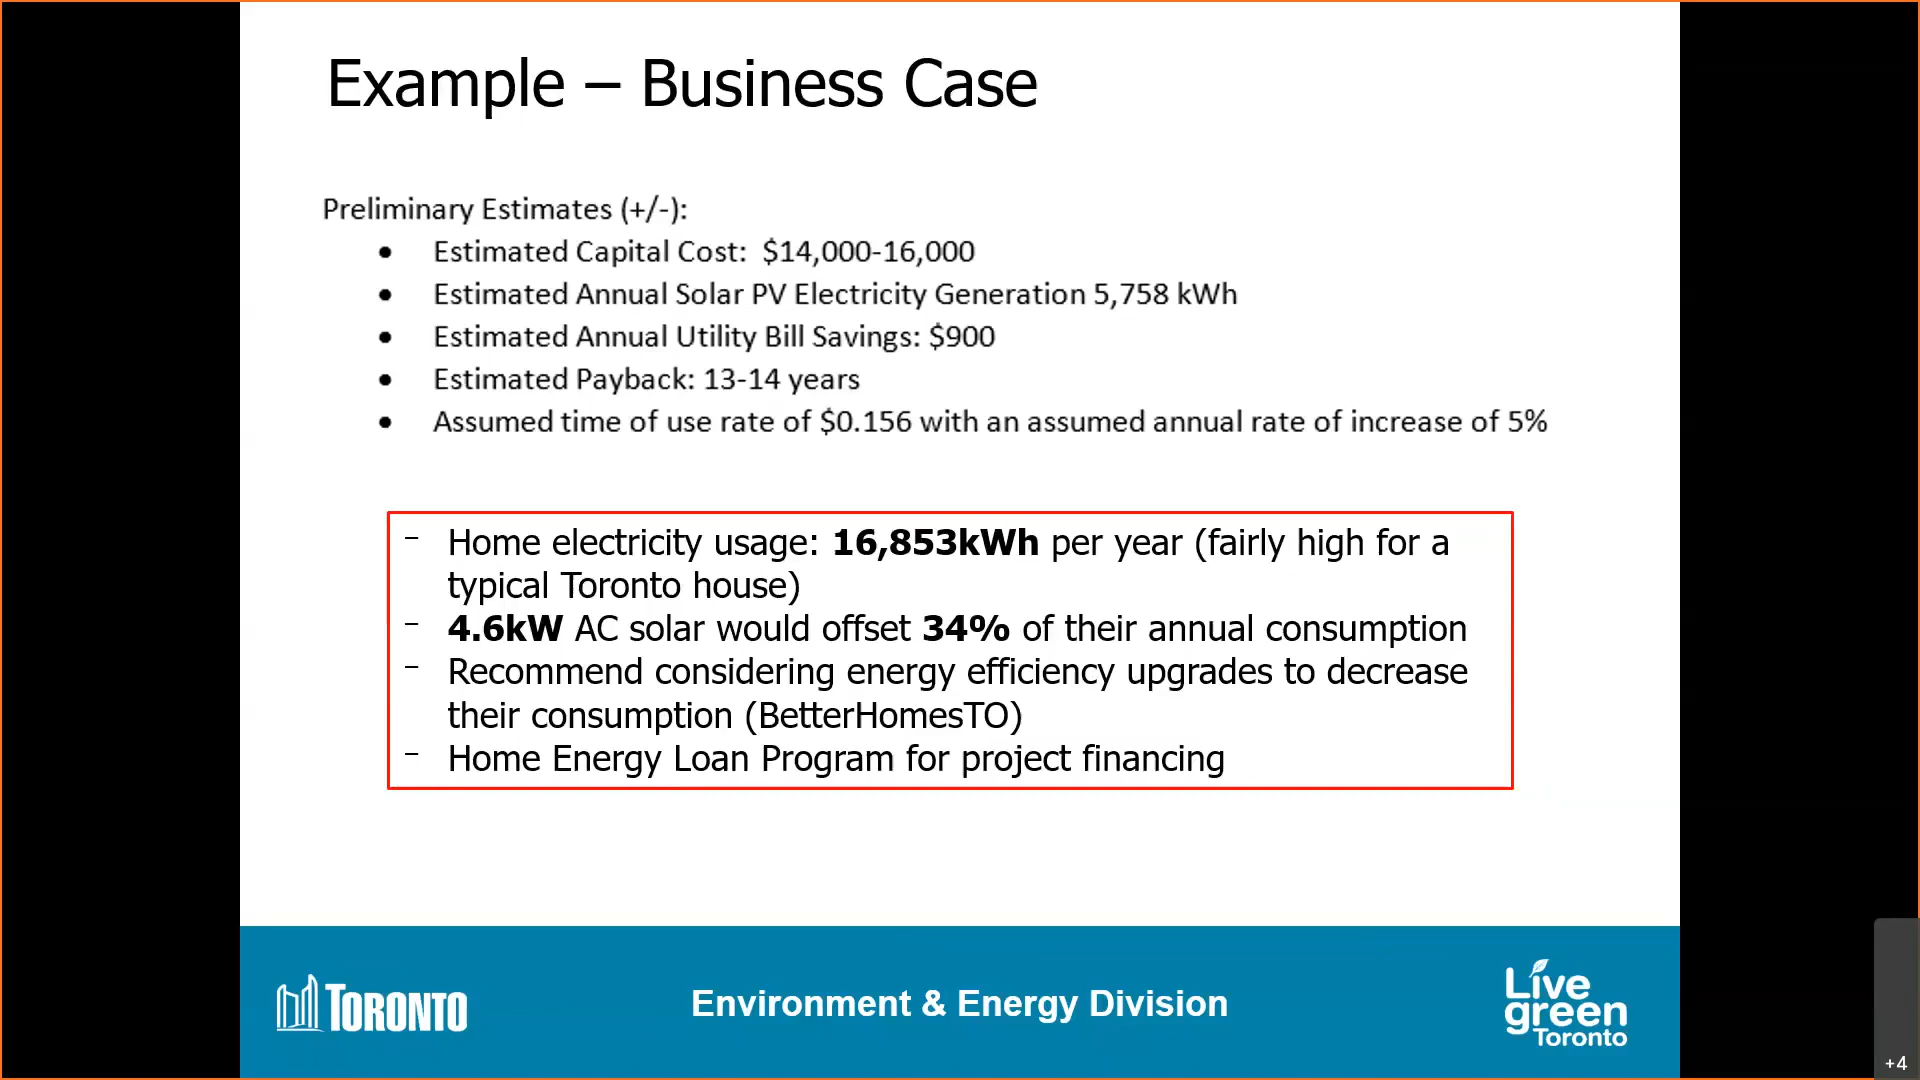 Example – Business Case
Preliminary Estimates (+/-):
• Estimated Capital Cost: $14,000-16,000
• Estimated Annual Solar PV Electricity Generation 5,758 kWh
• Estimated Annual Utility Bill Savings: $900
• Estimated Payback: 13-14 years
• Assumed time of use rate of $0.156 with an assumed annual rate of increase of 5%
– Home electricity usage: 16,853kWh per year (fairly high for a
typical Toronto house)
– 4.6kW AC solar would offset 34% of their annual consumption
– Recommend considering energy efficiency upgrades to decrease
their consumption (BetterHomesTO)
– Home Energy Loan Program for project financing
TORONTO
Environment & Energy Division
Live
green
Toronto
+4